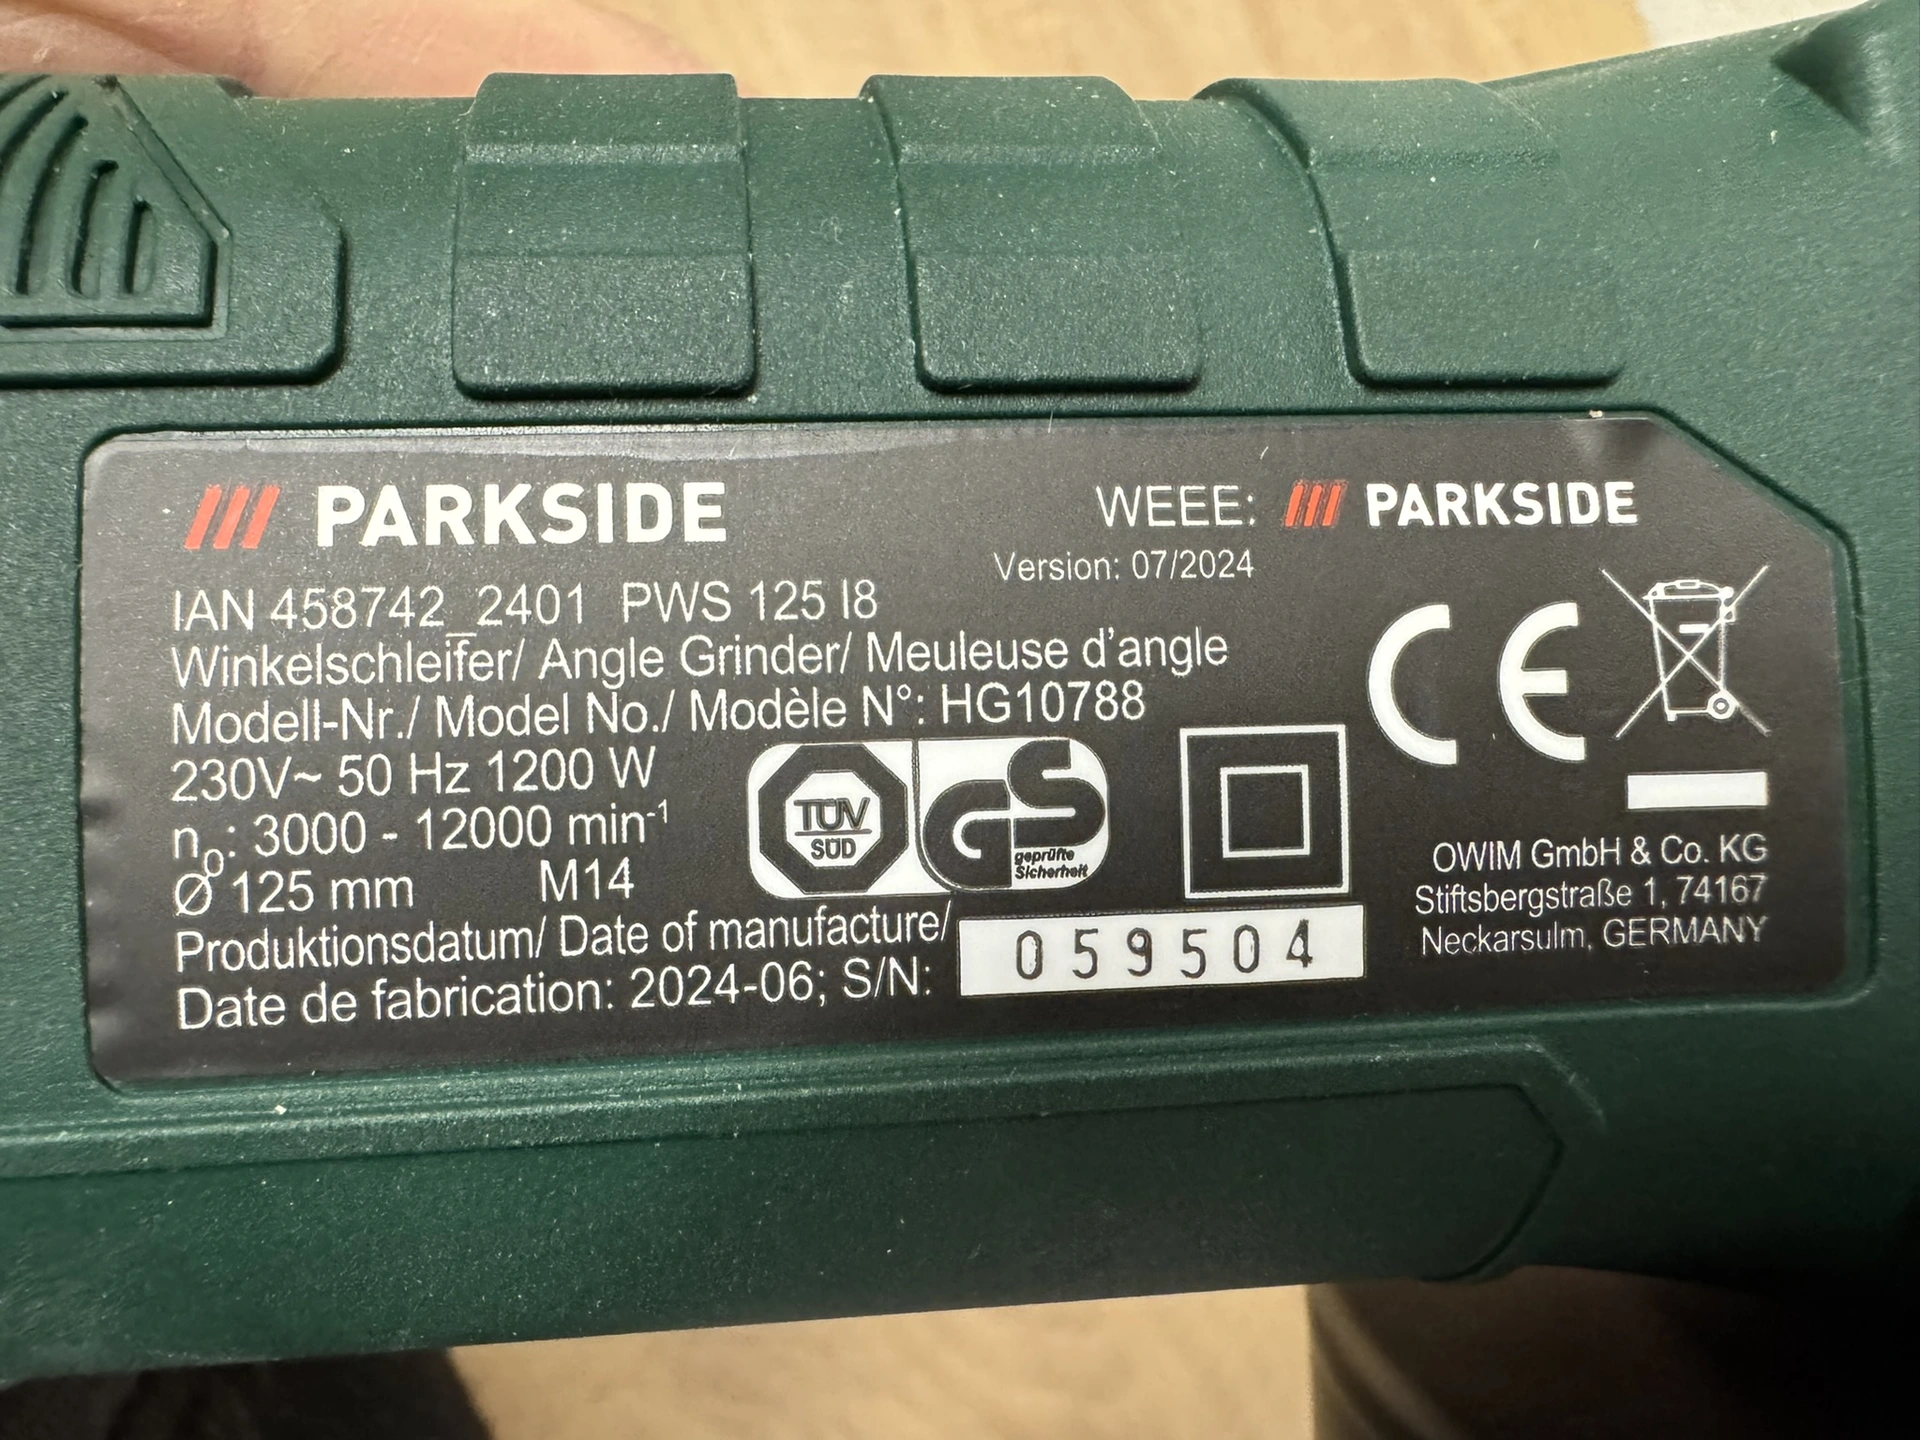 PARKSIDE
WEEE: PARKSIDE
Version: 07/2024
IAN 458742_2401 PWS 125 I8
Winkelschleifer/ Angle Grinder/ Meuleuse d’angle
Modell-Nr./ Model No./ Modèle N°: HG10788
230V~ 50 Hz 1200 W
n₀: 3000 - 12000 min⁻¹
Ø 125 mm M14
TÜV
SÜD
GS
geprüfte
Sicherheit
CE
Produktionsdatum/ Date of manufacture/
Date de fabrication: 2024-06; S/N: 059504
OWIM GmbH & Co. KG
Stiftsbergstraße 1, 74167
Neckarsulm, GERMANY